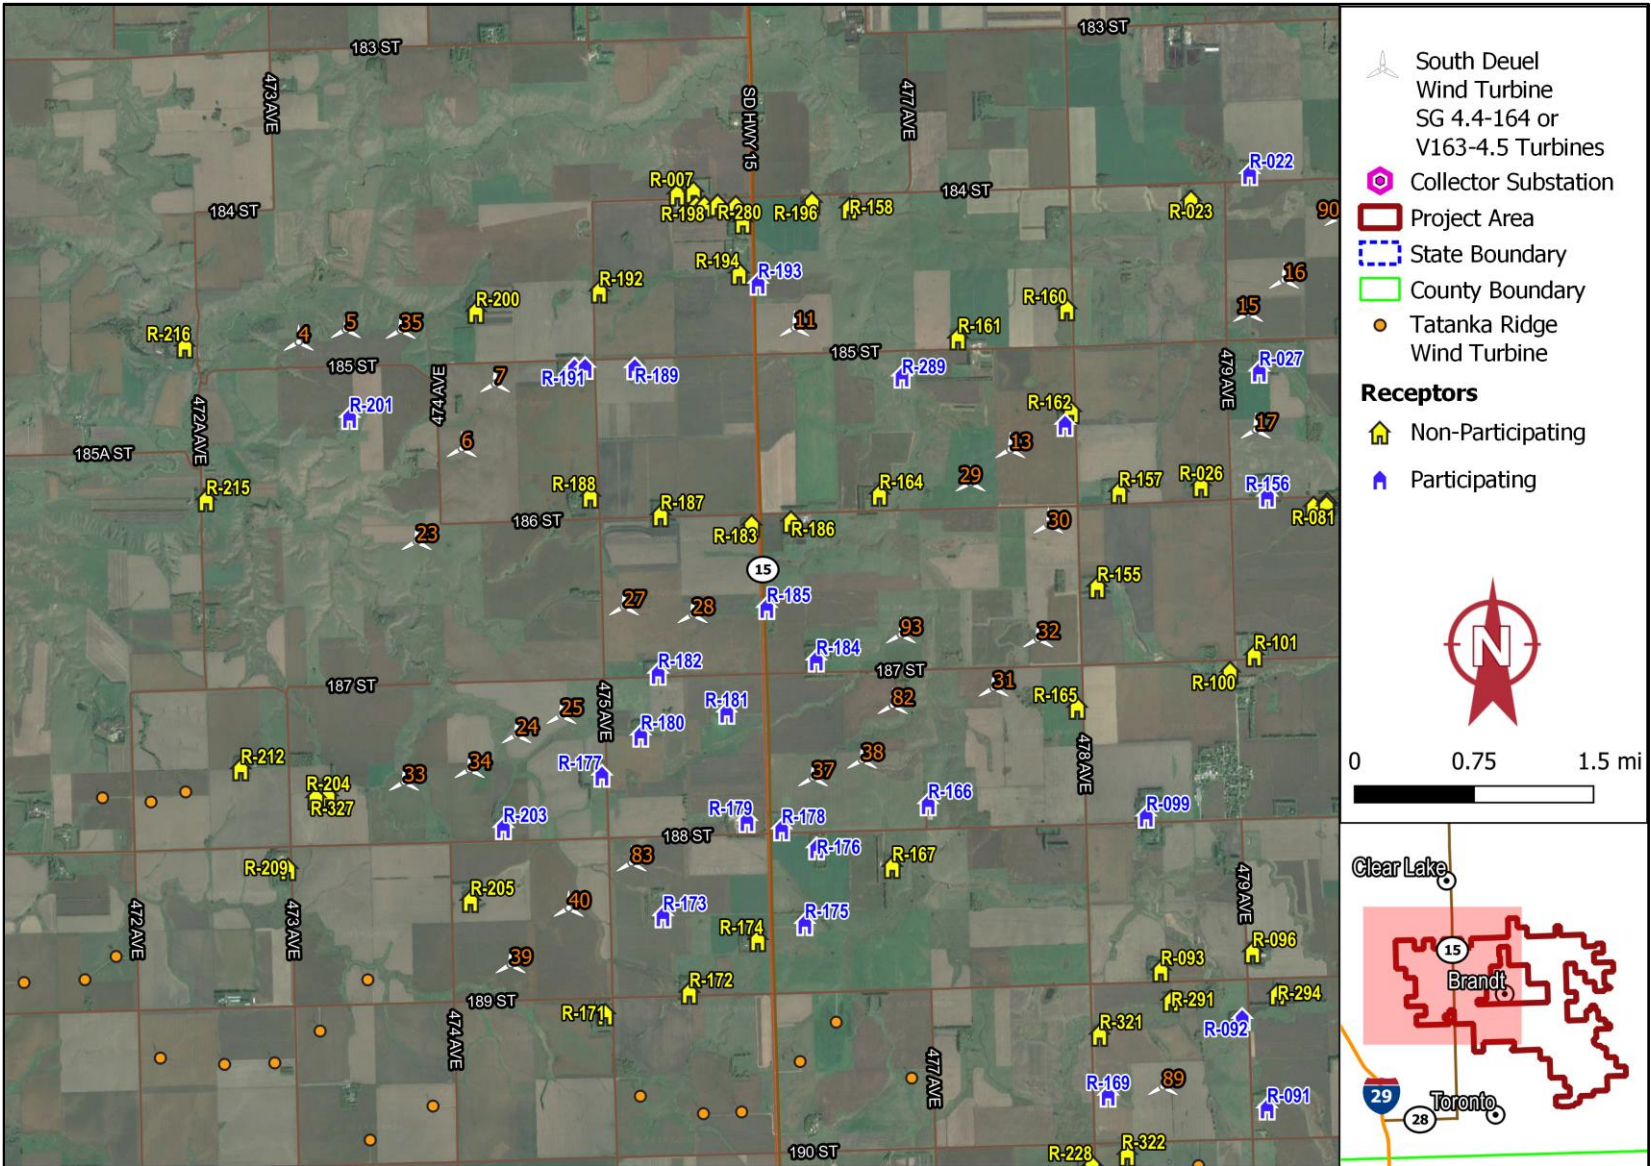 183 ST
183 ST
473 AVE
SD HWY 15
477 AVE
R-022
R-007
184 ST
184 ST
R-198
R-280
R-196
R-158
R-023
90
R-194
R-193
R-192
16
R-200
R-160
15
4
5
35
11
R-161
R-216
185 ST
185 ST
R-191
R-189
R-289
R-027
7
474 AVE
479 AVE
R-201
R-162
472A AVE
17
6
13
185A ST
29
R-215
R-188
R-164
R-157
R-026
R-156
R-187
R-081
186 ST
R-183
R-186
30
23
15
R-155
27
28
R-185
93
32
R-184
R-101
R-182
187 ST
187 ST
31
R-100
R-165
475 AVE
25
R-181
82
24
R-180
R-212
34
R-177
38
478 AVE
33
37
R-204
R-327
R-203
R-179
R-178
R-166
R-099
188 ST
R-176
83
R-167
R-209
R-205
40
R-173
R-175
479 AVE
472 AVE
473 AVE
R-174
R-096
39
R-093
R-172
189 ST
R-171
R-291
R-294
R-092
R-321
474 AVE
477 AVE
R-169
89
R-091
190 ST
R-228
R-322
South Deuel
Wind Turbine
SG 4.4-164 or
V163-4.5 Turbines
Collector Substation
Project Area
State Boundary
County Boundary
Tatanka Ridge
Wind Turbine
Receptors
Non-Participating
Participating
N
0 0.75 1.5 mi
Clear Lake
15
Brandt
29
28
Toronto